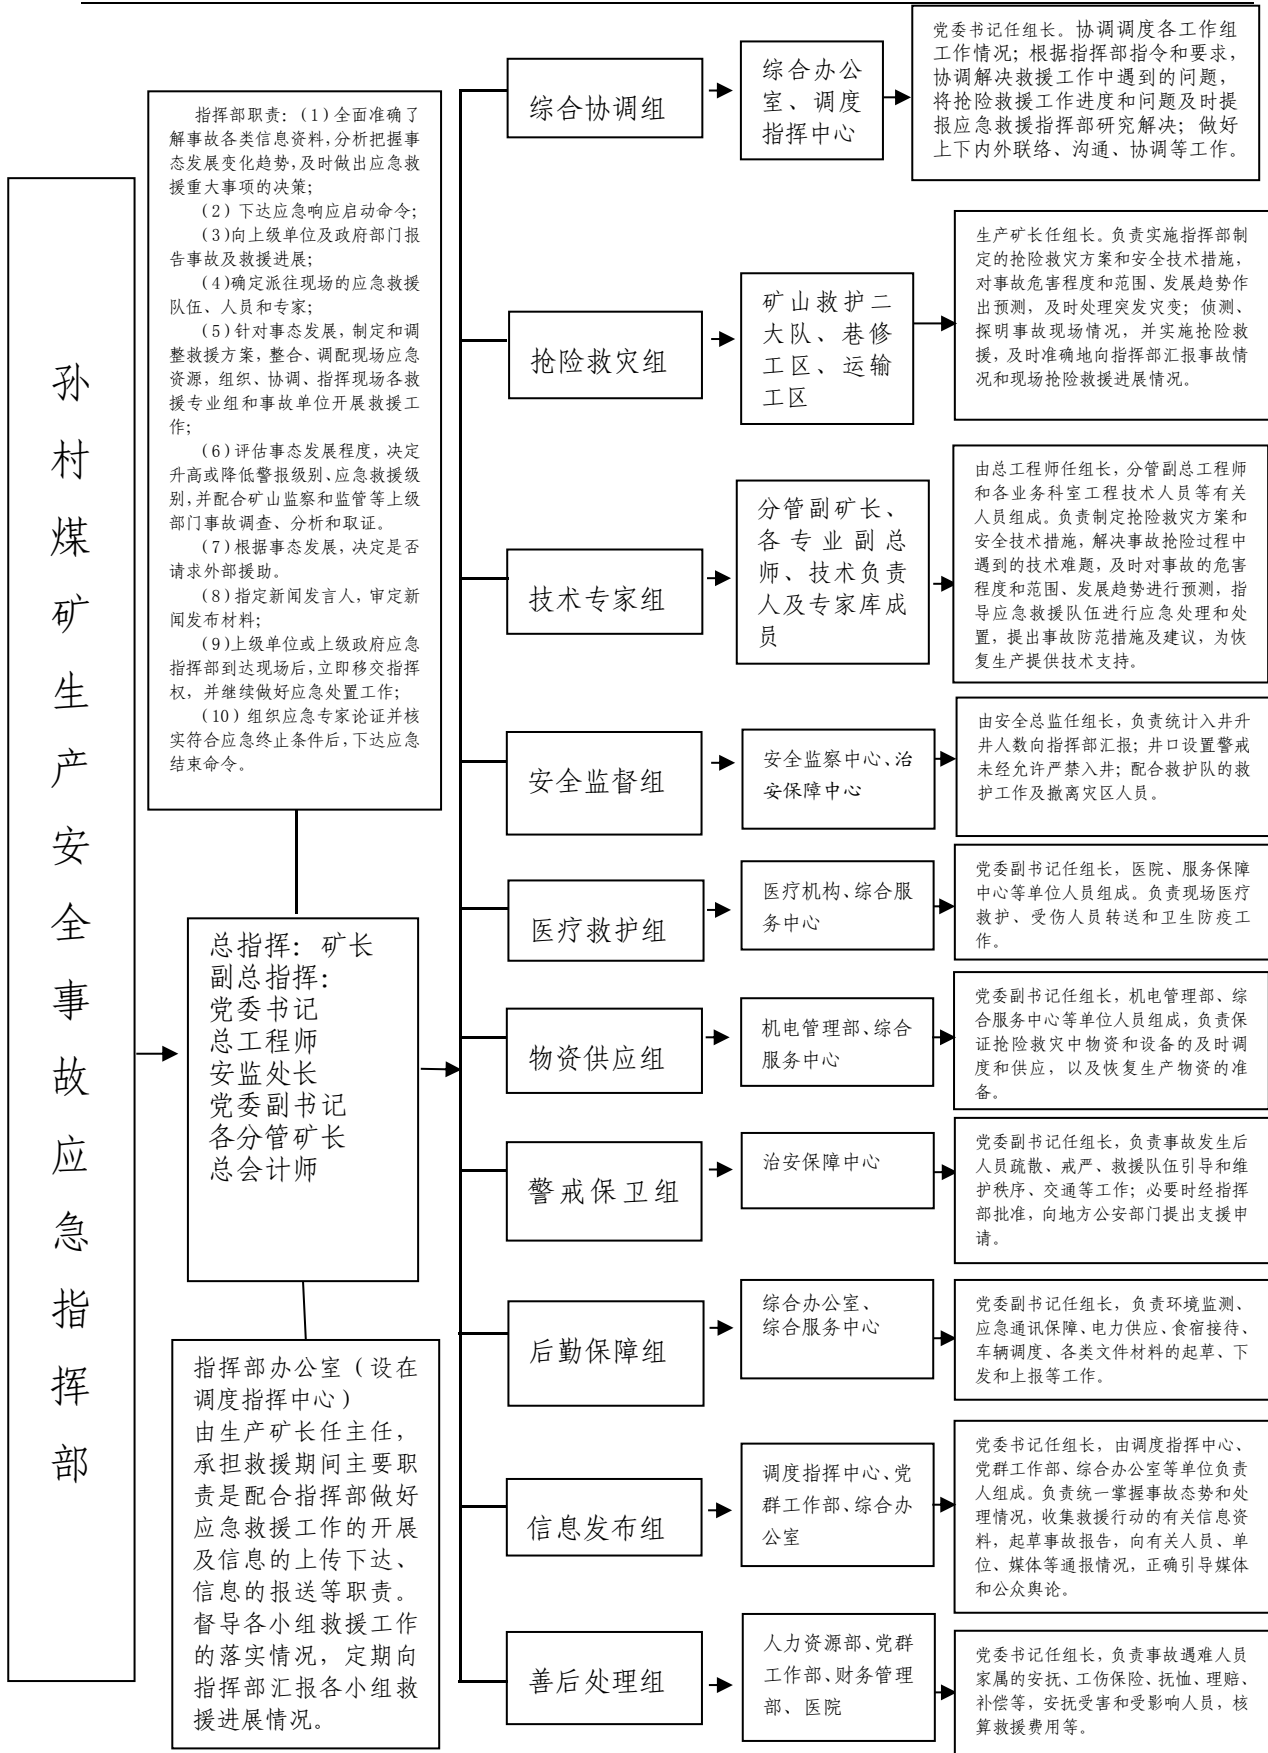 孙村煤矿生产安全事故应急指挥部
指挥部职责：（1）全面准确了
解事故各类信息资料，分析把握事
态发展变化趋势，及时做出应急救
援重大事项的决策；
（2）下达应急响应启动命令；
（3）向上级单位及政府部门报
告事故及救援进展；
（4）确定派往现场的应急救援
队伍、人员和专家；
（5）针对事态发展，制定和调
整救援方案，整合、调配现场应急
资源，组织、协调、指挥现场各救
援专业组和事故单位开展救援工
作；
（6）评估事态发展程度，决定
升高或降低警报级别、应急救援级
别，并配合矿山监察和监管等上级
部门事故调查、分析和取证。
（7）根据事态发展，决定是否
请求外部援助。
（8）指定新闻发言人，审定新
闻发布材料；
（9）上级单位或上级政府应急
指挥部到达现场后，立即移交指挥
权，并继续做好应急处置工作；
（10）组织应急专家论证并核
实符合应急终止条件后，下达应急
结束命令。
总指挥：矿长
副总指挥：
党委书记
总工程师
安监处长
党委副书记
各分管矿长
总会计师
指挥部办公室（设在
调度指挥中心）
由生产矿长任主任，
承担救援期间主要职
责是配合指挥部做好
应急救援工作的开展
及信息的上传下达、
信息的报送等职责。
督导各小组救援工作
的落实情况，定期向
指挥部汇报各小组救
援进展情况。
综合协调组
综合办公
室、调度
指挥中心
党委书记任组长。协调调度各工作组
工作情况；根据指挥部指令和要求，
协调解决救援工作中遇到的问题，
将抢险救援工作进度和问题及时提
报应急救援指挥部研究解决；做好
上下内外联络、沟通、协调等工作。
抢险救灾组
矿山救护二
大队、巷修
工区、运输
工区
生产矿长任组长。负责实施指挥部制
定的抢险救灾方案和安全技术措施，
对事故危害程度和范围、发展趋势作
出预测，及时处理突发灾变；侦测、
探明事故现场情况，并实施抢险救
援，及时准确地向指挥部汇报事故情
况和现场抢险救援进展情况。
技术专家组
分管副矿长、
各专业副总
师、技术负责
人及专家库成
员
由总工程师任组长，分管副总工程师
和各业务科室工程技术人员等有关
人员组成。负责制定抢险救灾方案和
安全技术措施，解决事故抢险过程中
遇到的技术难题，及时对事故的危害
程度和范围、发展趋势进行预测，指
导应急救援队伍进行应急处理和处
置，提出事故防范措施及建议，为恢
复生产提供技术支持。
安全监督组
安全监察中心、治
安保障中心
由安全总监任组长，负责统计入井升
井人数向指挥部汇报；井口设置警戒
未经允许严禁入井；配合救护队的救
护工作及撤离灾区人员。
医疗救护组
医疗机构、综合服
务中心
党委副书记任组长，医院、服务保障
中心等单位人员组成。负责现场医疗
救护、受伤人员转送和卫生防疫工
作。
物资供应组
机电管理部、综合
服务中心
党委副书记任组长，机电管理部、综
合服务中心等单位人员组成，负责保
证抢险救灾中物资和设备的及时调
度和供应，以及恢复生产物资的准
备。
警戒保卫组
治安保障中心
党委副书记任组长，负责事故发生后
人员疏散、戒严、救援队伍引导和维
护秩序、交通等工作；必要时经指挥
部批准，向地方公安部门提出支援申
请。
后勤保障组
综合办公室、
综合服务中心
党委副书记任组长，负责环境监测、
应急通讯保障、电力供应、食宿接待、
车辆调度、各类文件材料的起草、下
发和上报等工作。
信息发布组
调度指挥中心、党
群工作部、综合办
公室
党委书记任组长，由调度指挥中心、
党群工作部、综合办公室等单位负责
人组成。负责统一掌握事故态势和处
理情况，收集救援行动的有关信息资
料，起草事故报告，向有关人员、单
位、媒体等通报情况，正确引导媒体
和公众舆论。
善后处理组
人力资源部、党群
工作部、财务管理
部、医院
党委书记任组长，负责事故遇难人员
家属的安抚、工伤保险、抚恤、理赔、
补偿等，安抚受害和受影响人员，核
算救援费用等。